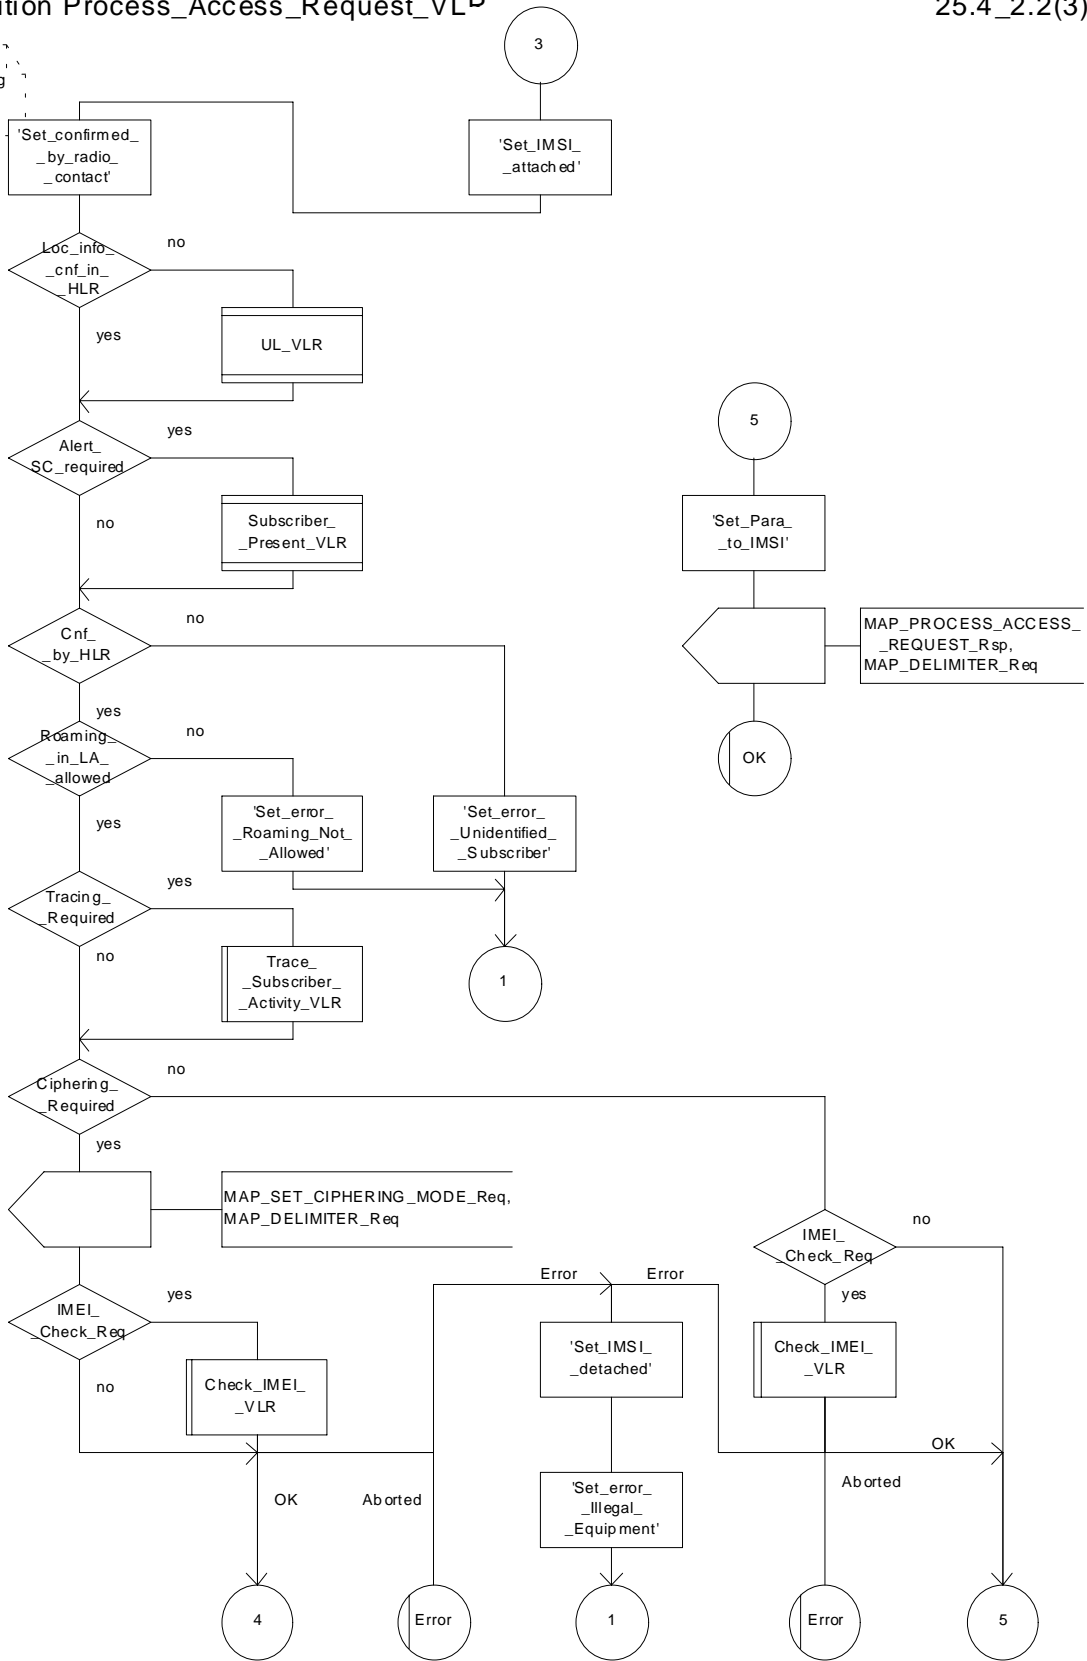 ition Process_Access_Request_VLR
25.4_2.2(3)
3
g
'Set_confirmed_
_by_radio_
_contact'
'Set_IMSI_
_attached'
Loc_info_
_cnf_in_
_HLR
no
yes
UL_VLR
Alert_
SC_required
yes
no
Subscriber_
_Present_VLR
5
'Set_Para_
_to_IMSI'
Cnf_
_by_HLR
no
yes
MAP_PROCESS_ACCESS_
_REQUEST_Rsp,
MAP_DELIMITER_Req
OK
Roaming_
_in_LA_
_allowed
no
yes
'Set_error_
_Roaming_Not_
_Allowed'
'Set_error_
_Unidentified_
_Subscriber'
Tracing_
_Required
yes
no
Trace_
_Subscriber_
_Activity_VLR
1
Ciphering_
_Required
no
yes
MAP_SET_CIPHERING_MODE_Req,
MAP_DELIMITER_Req
IMEI_
_Check_Req
no
yes
Error
Error
IMEI_
_Check_Req
yes
no
Check_IMEI_
_VLR
'Set_IMSI_
_detached'
Check_IMEI_
_VLR
OK
Aborted
OK
Aborted
'Set_error_
_Illegal_
_Equipment'
4
Error
1
Error
5